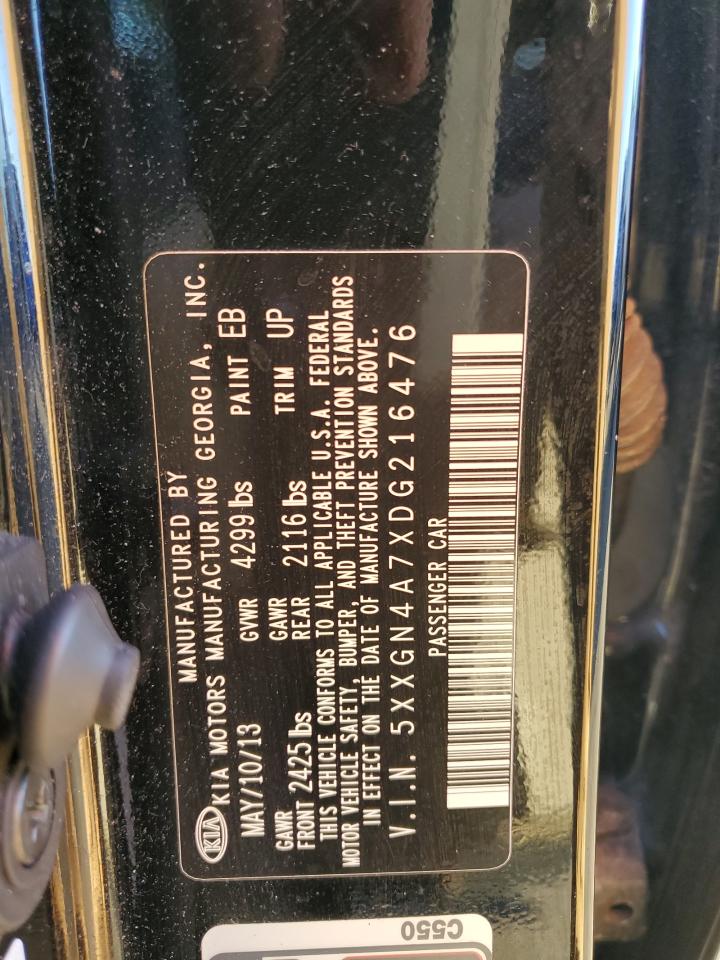 MANUFACTURED BY
KIA KIA MOTORS MANUFACTURING GEORGIA, INC.
MAY/10/13 GVWR 4299 lbs PAINT EB
GAWR FRONT 2425 lbs GAWR REAR 2116 lbs TRIM UP
THIS VEHICLE CONFORMS TO ALL APPLICABLE U.S.A. FEDERAL
MOTOR VEHICLE SAFETY, BUMPER, AND THEFT PREVENTION STANDARDS
IN EFFECT ON THE DATE OF MANUFACTURE SHOWN ABOVE.
V.I.N. 5XXGN4A7XDG216476
PASSENGER CAR
C550